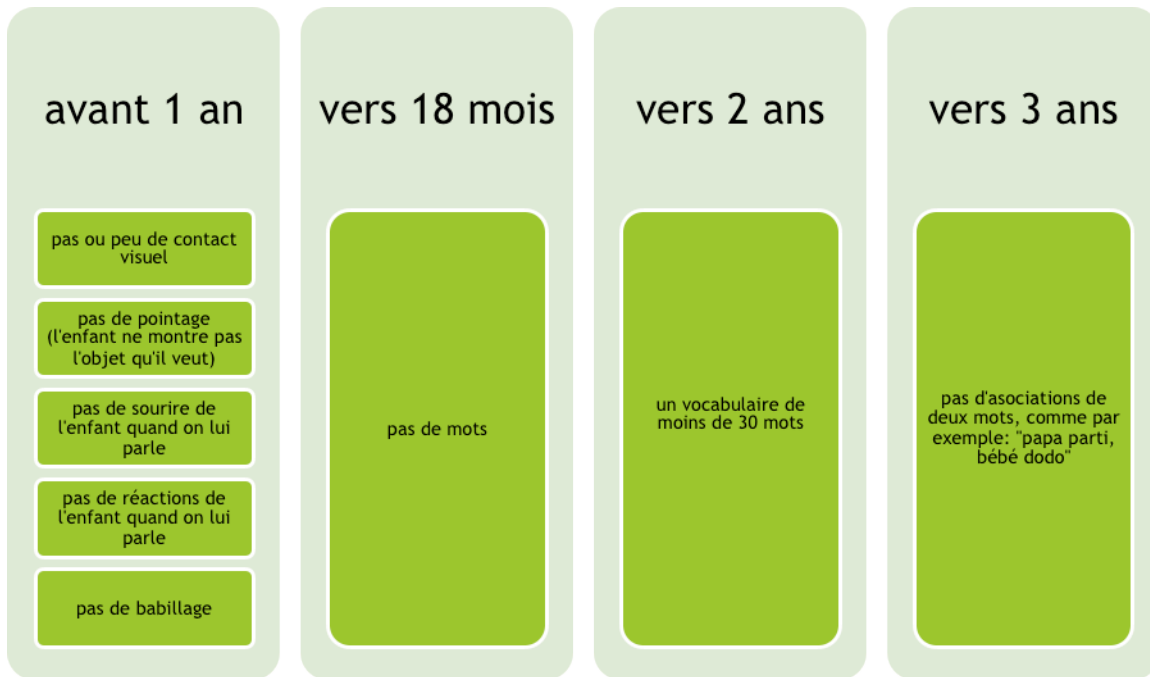 avant 1 an
pas ou peu de contact
visuel
pas de pointage
(l'enfant ne montre pas
l'objet qu'il veut)
pas de sourire de
l'enfant quand on lui
parle
pas de réactions de
l'enfant quand on lui
parle
pas de babillage
vers 18 mois
pas de mots
vers 2 ans
un vocabulaire de
moins de 30 mots
vers 3 ans
pas d'asociations de
deux mots, comme par
exemple: "papa parti,
bébé dodo"